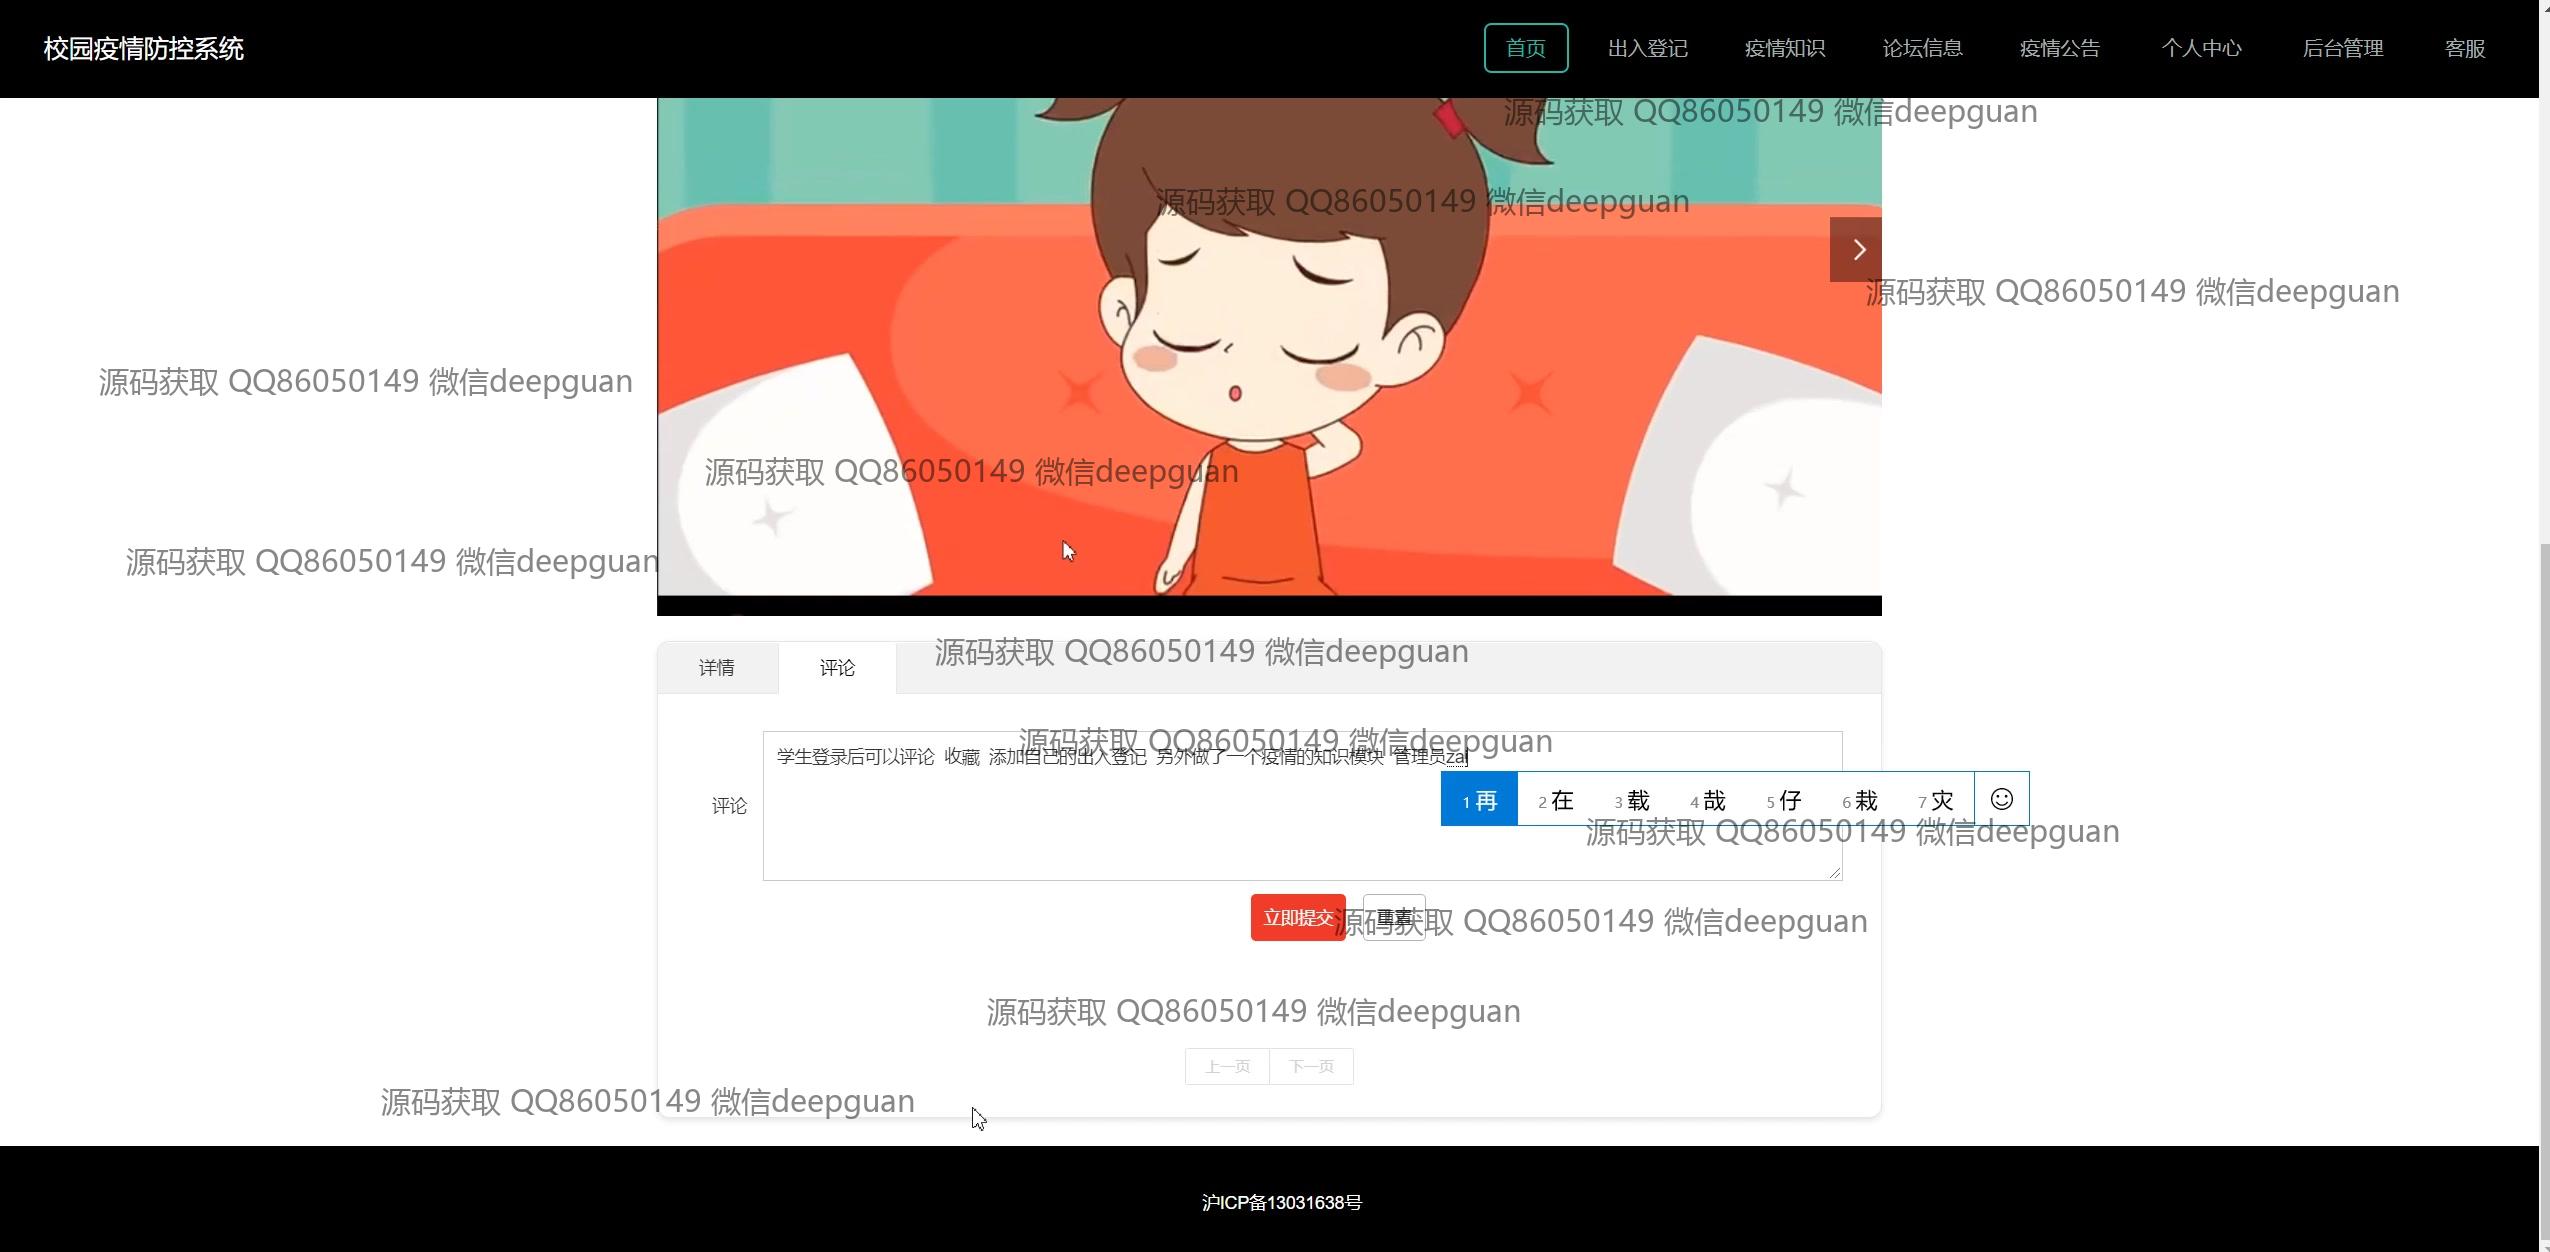 校园疫情防控系统
首页 出入登记 疫情知识 论坛信息 疫情公告 个人中心 后台管理 客服
源码获取 QQ86050149 微信deepguan
源码获取 QQ86050149 微信deepguan
源码获取 QQ86050149 微信deepguan
源码获取 QQ86050149 微信deepguan
源码获取 QQ86050149 微信deepguan
源码获取 QQ86050149 微信deepguan
源码获取 QQ86050149 微信deepguan
详情 评论
源码获取 QQ86050149 微信deepguan
学生登录后可以评论 收藏 添加自己的出入登记 另外做了一个疫情的知识模块 管理员zai
1 再 2 在 3 载 4 哉 5 仔 6 栽 7 灾
评论
源码获取 QQ86050149 微信deepguan
立即提交 重置
源码获取 QQ86050149 微信deepguan
源码获取 QQ86050149 微信deepguan
上一页 下一页
源码获取 QQ86050149 微信deepguan
沪ICP备13031638号